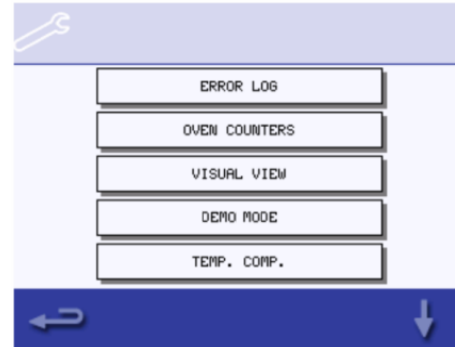 ERROR LOG
OVEN COUNTERS
VISUAL VIEW
DEMO MODE
TEMP. COMP.